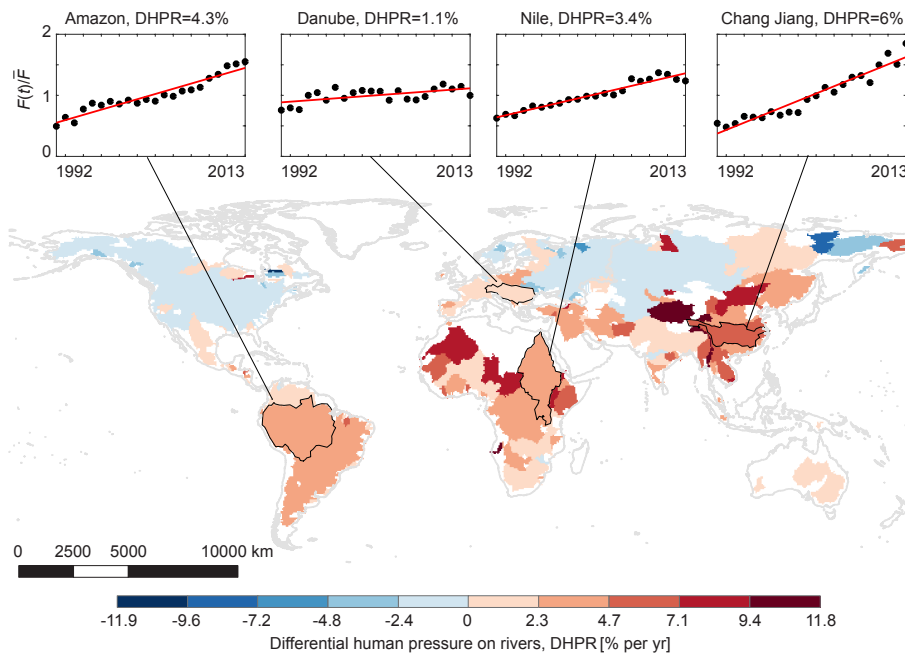 Amazon, DHPR=4.3% Danube, DHPR=1.1% Nile, DHPR=3.4% Chang Jiang, DHPR=6%
2
1
0
F(t)/F̅
1992 2013 1992 2013 1992 2013 1992 2013
0 2500 5000 10000 km
-11.9 -9.6 -7.2 -4.8 -2.4 0 2.3 4.7 7.1 9.4 11.8
Differential human pressure on rivers, DHPR [% per yr]